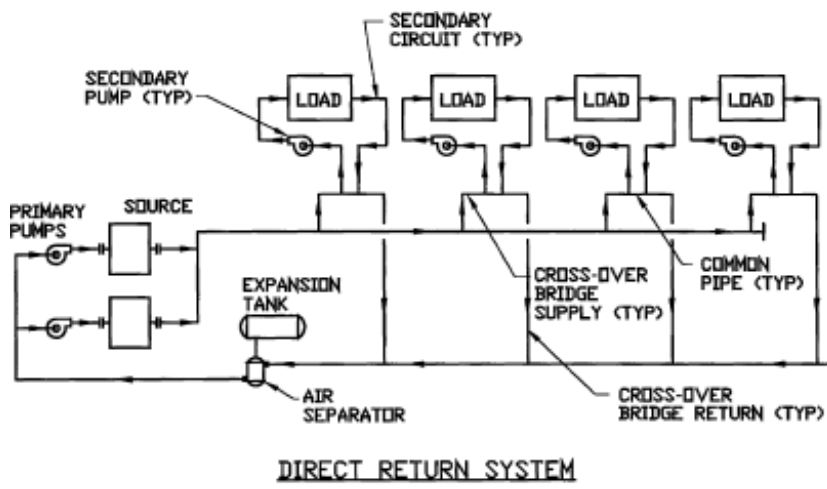 SECONDARY
CIRCUIT (TYP)
SECONDARY
PUMP (TYP)
LOAD
LOAD
LOAD
LOAD
PRIMARY
PUMPS
SOURCE
EXPANSION
TANK
CROSS-OVER
BRIDGE
SUPPLY (TYP)
COMMON
PIPE (TYP)
AIR
SEPARATOR
CROSS-OVER
BRIDGE RETURN (TYP)
DIRECT RETURN SYSTEM